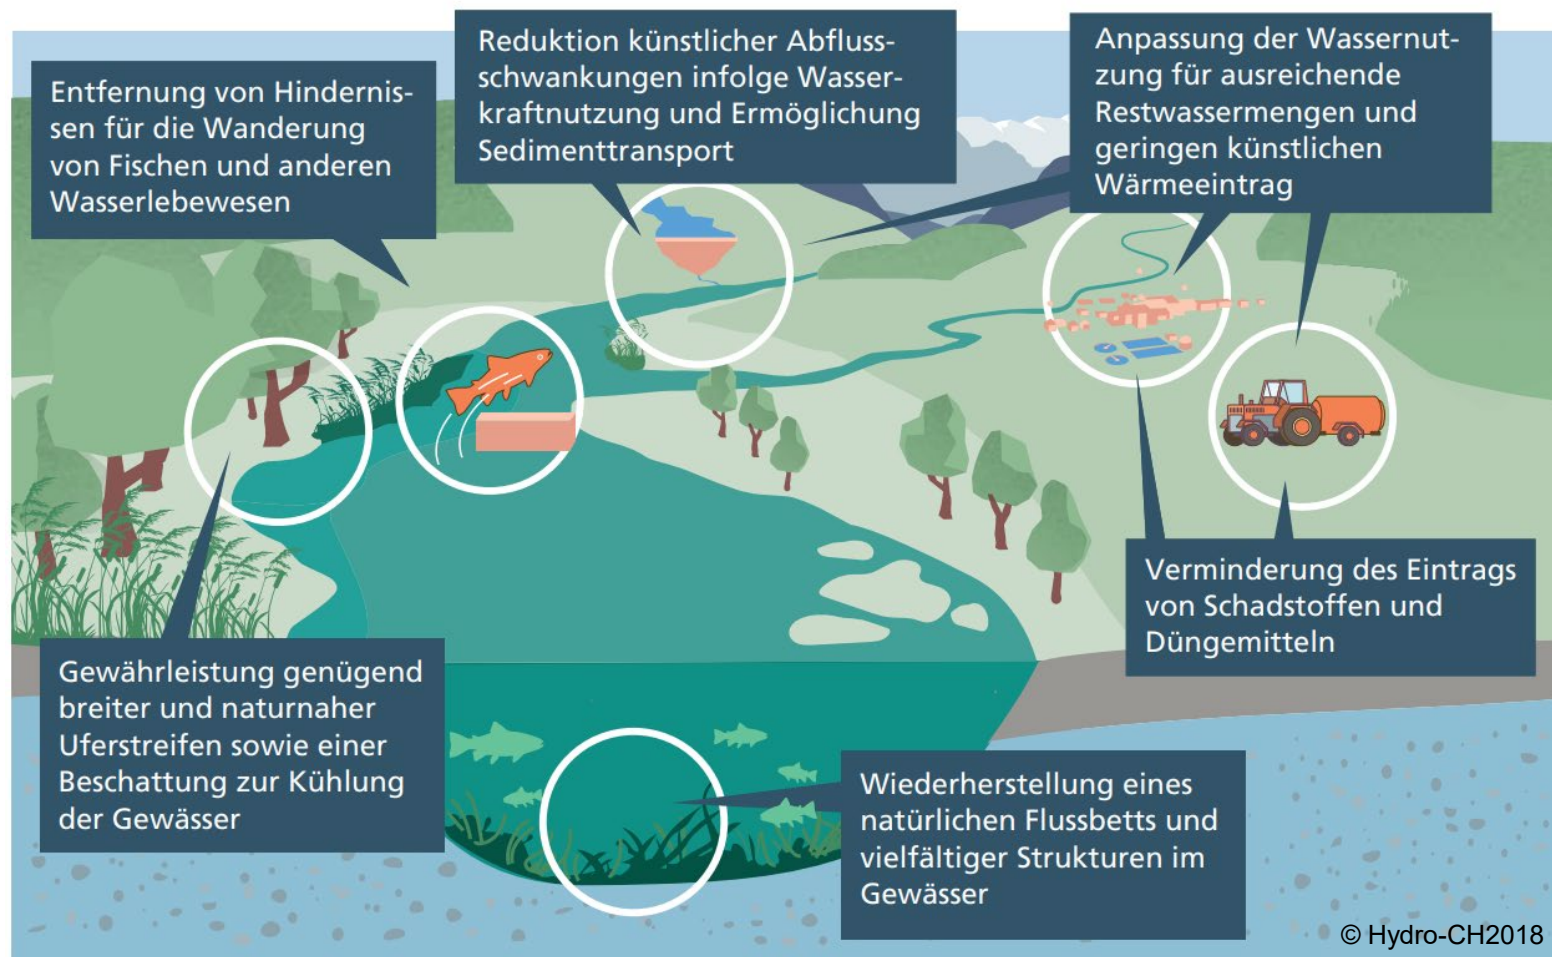 Entfernung von Hindernis-
sen für die Wanderung
von Fischen und anderen
Wasserlebewesen
Reduktion künstlicher Abfluss-
schwankungen infolge Wasser-
kraftnutzung und Ermöglichung
Sedimenttransport
Anpassung der Wassernut-
zung für ausreichende
Restwassermengen und
geringen künstlichen
Wärmeeintrag
Verminderung des Eintrags
von Schadstoffen und
Düngemitteln
Gewährleistung genügend
breiter und naturnaher
Uferstreifen sowie einer
Beschattung zur Kühlung
der Gewässer
Wiederherstellung eines
natürlichen Flussbetts und
vielfältiger Strukturen im
Gewässer
© Hydro-CH2018